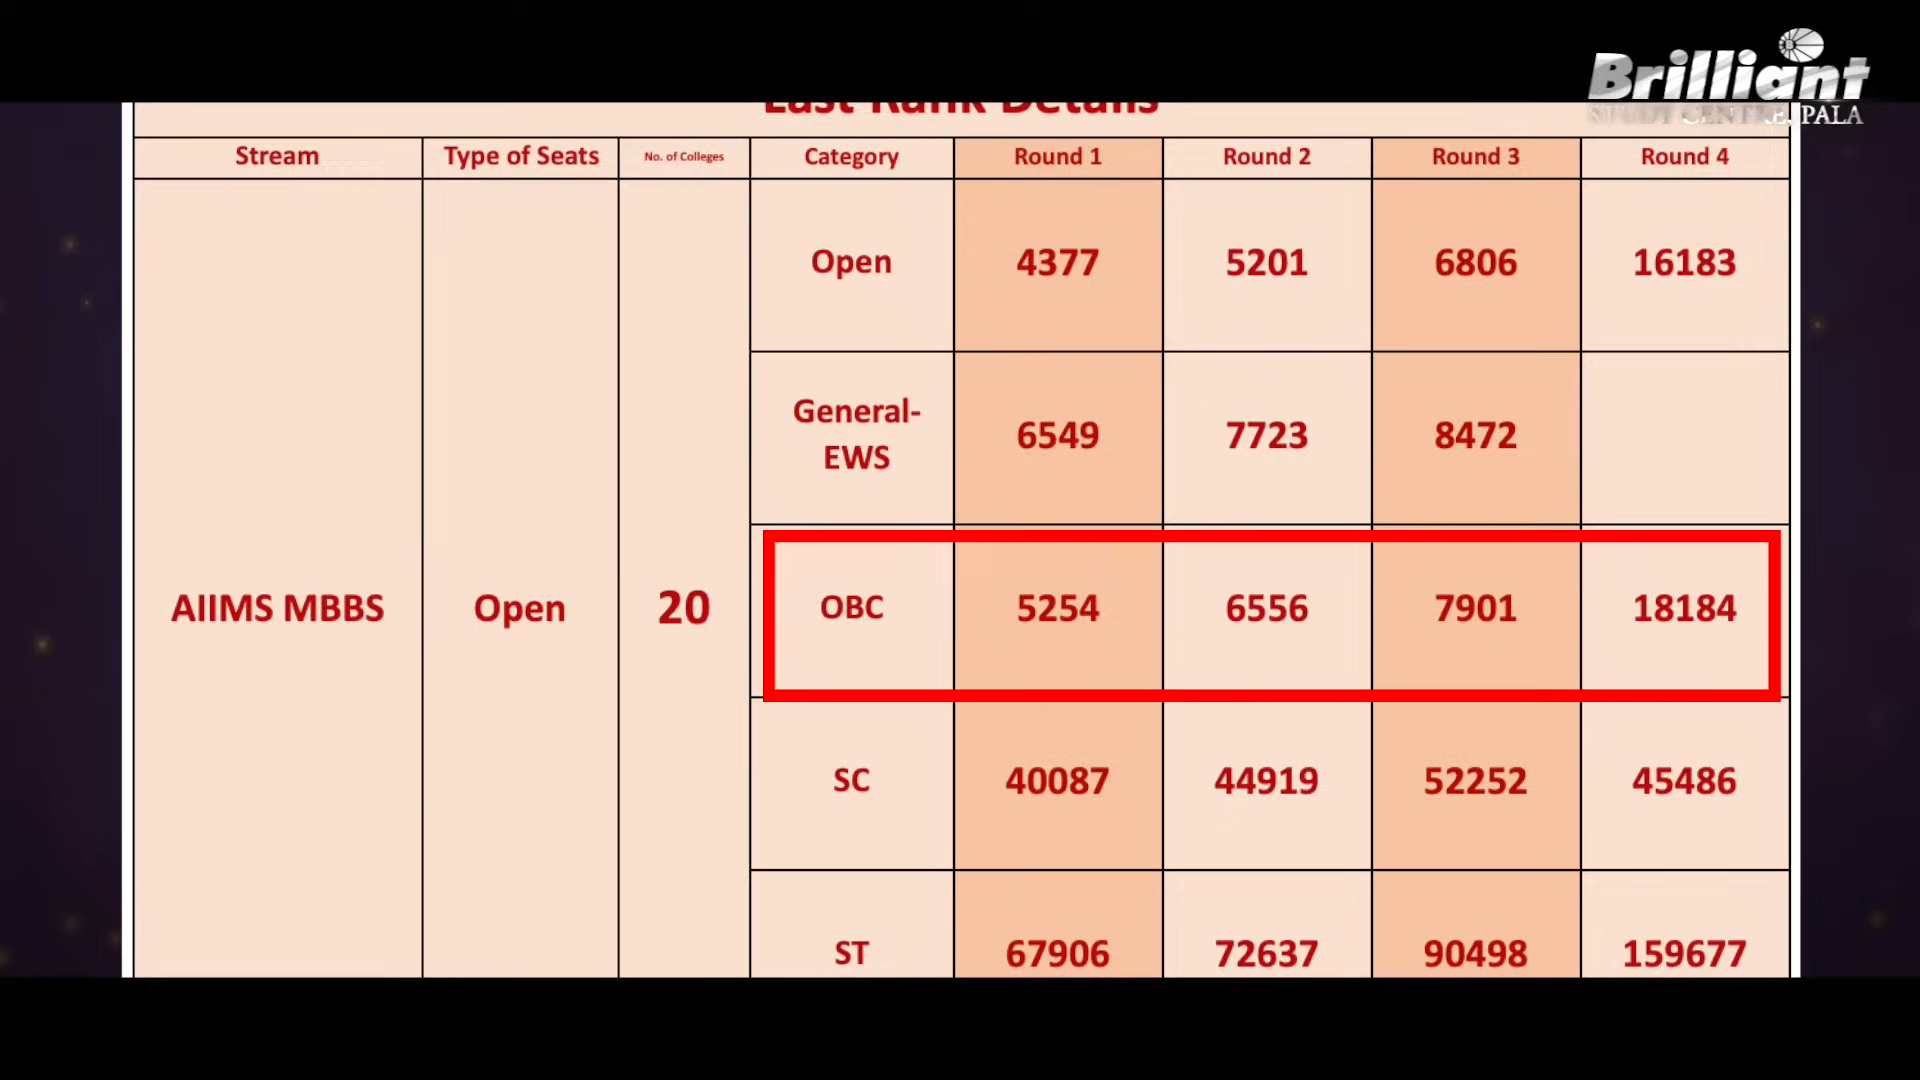 Brilliant
STUDY CENTRE, PALA
Last Rank Details
Stream Type of Seats No. of Colleges Category Round 1 Round 2 Round 3 Round 4
AIIMS MBBS Open 20
Open 4377 5201 6806 16183
General-
EWS 6549 7723 8472
OBC 5254 6556 7901 18184
SC 40087 44919 52252 45486
ST 67906 72637 90498 159677